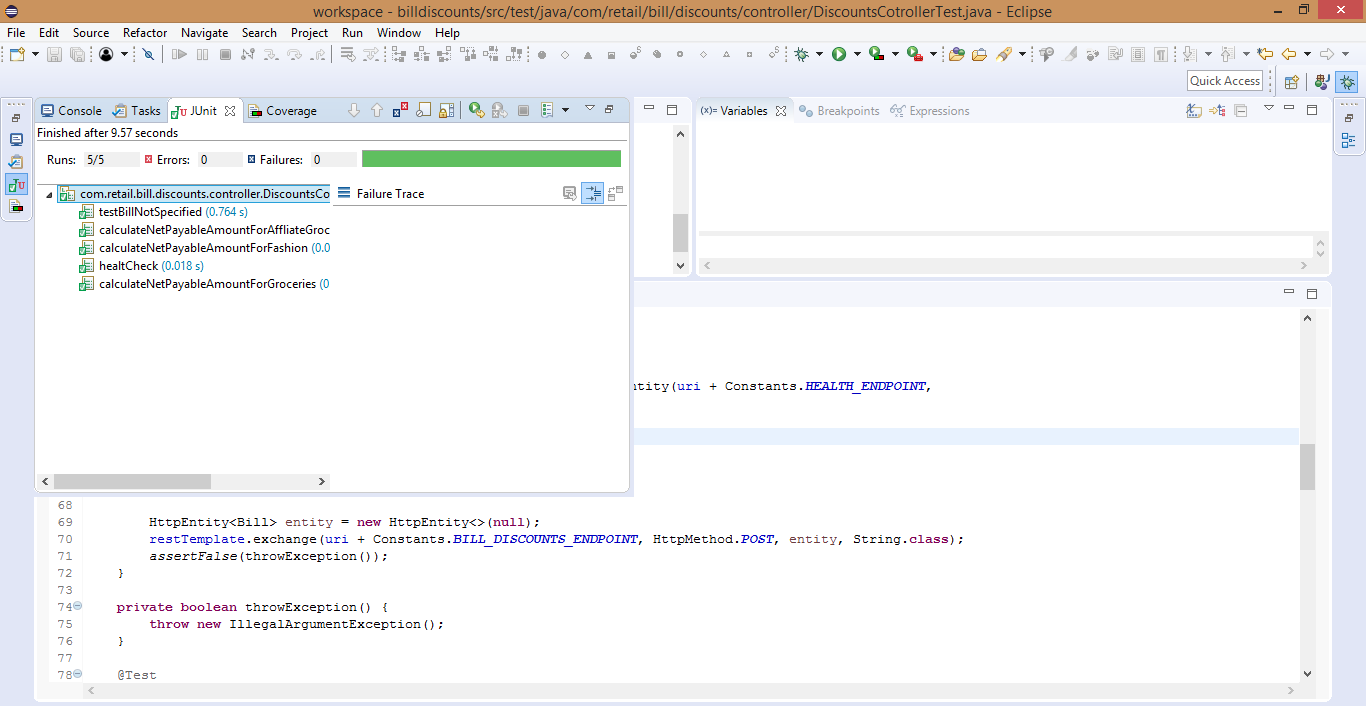 workspace - billdiscounts/src/test/java/com/retail/bill/discounts/controller/DiscountsCotrollerTest.java - Eclipse
File Edit Source Refactor Navigate Search Project Run Window Help
Quick Access
Console Tasks JUnit Coverage
(x)= Variables Breakpoints Expressions
Finished after 9.57 seconds
Runs: 5/5 Errors: 0 Failures: 0
com.retail.bill.discounts.controller.DiscountsCo
Failure Trace
testBillNotSpecified (0.764 s)
calculateNetPayableAmountForAffliateGroc
calculateNetPayableAmountForFashion (0.0
healtCheck (0.018 s)
calculateNetPayableAmountForGroceries (0
ntity(uri + Constants.HEALTH_ENDPOINT,
68
69 HttpEntity<Bill> entity = new HttpEntity<>(null);
70 restTemplate.exchange(uri + Constants.BILL_DISCOUNTS_ENDPOINT, HttpMethod.POST, entity, String.class);
71 assertFalse(throwException());
72 }
73
74 private boolean throwException() {
75 throw new IllegalArgumentException();
76 }
77
78 @Test